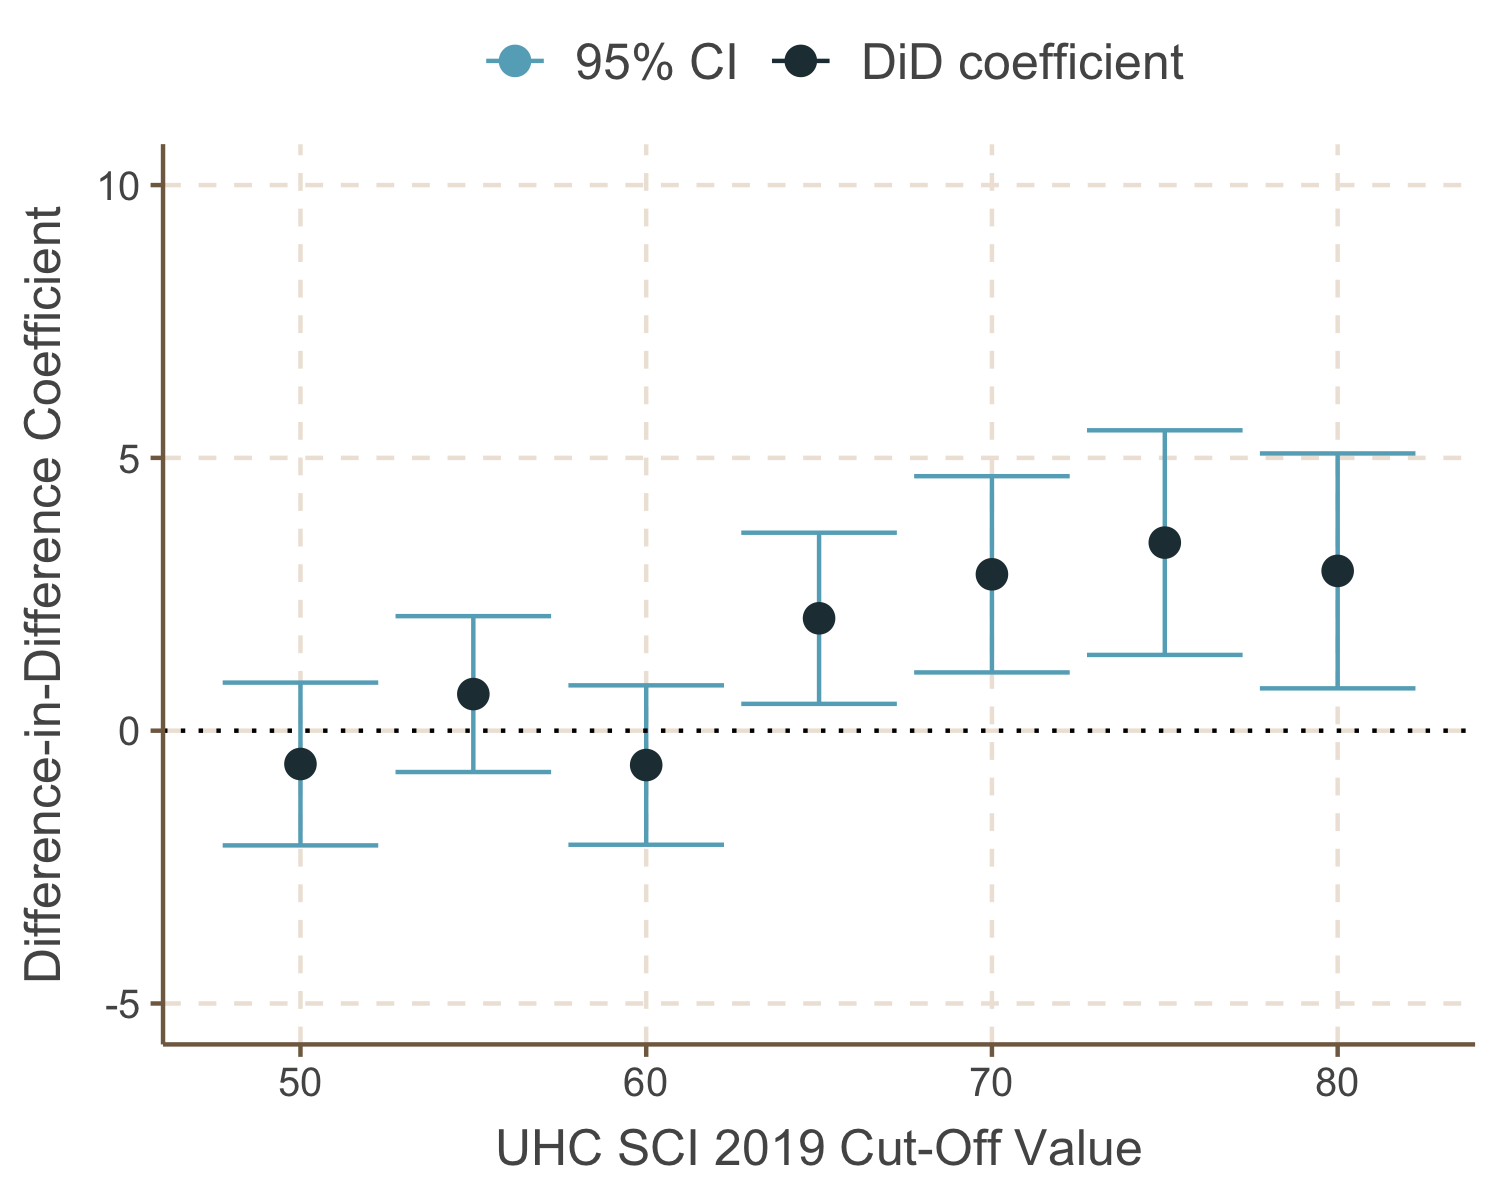 95% CI DiD coefficient
Difference-in-Difference Coefficient
10
5
0
-5
50 60 70 80
UHC SCI 2019 Cut-Off Value